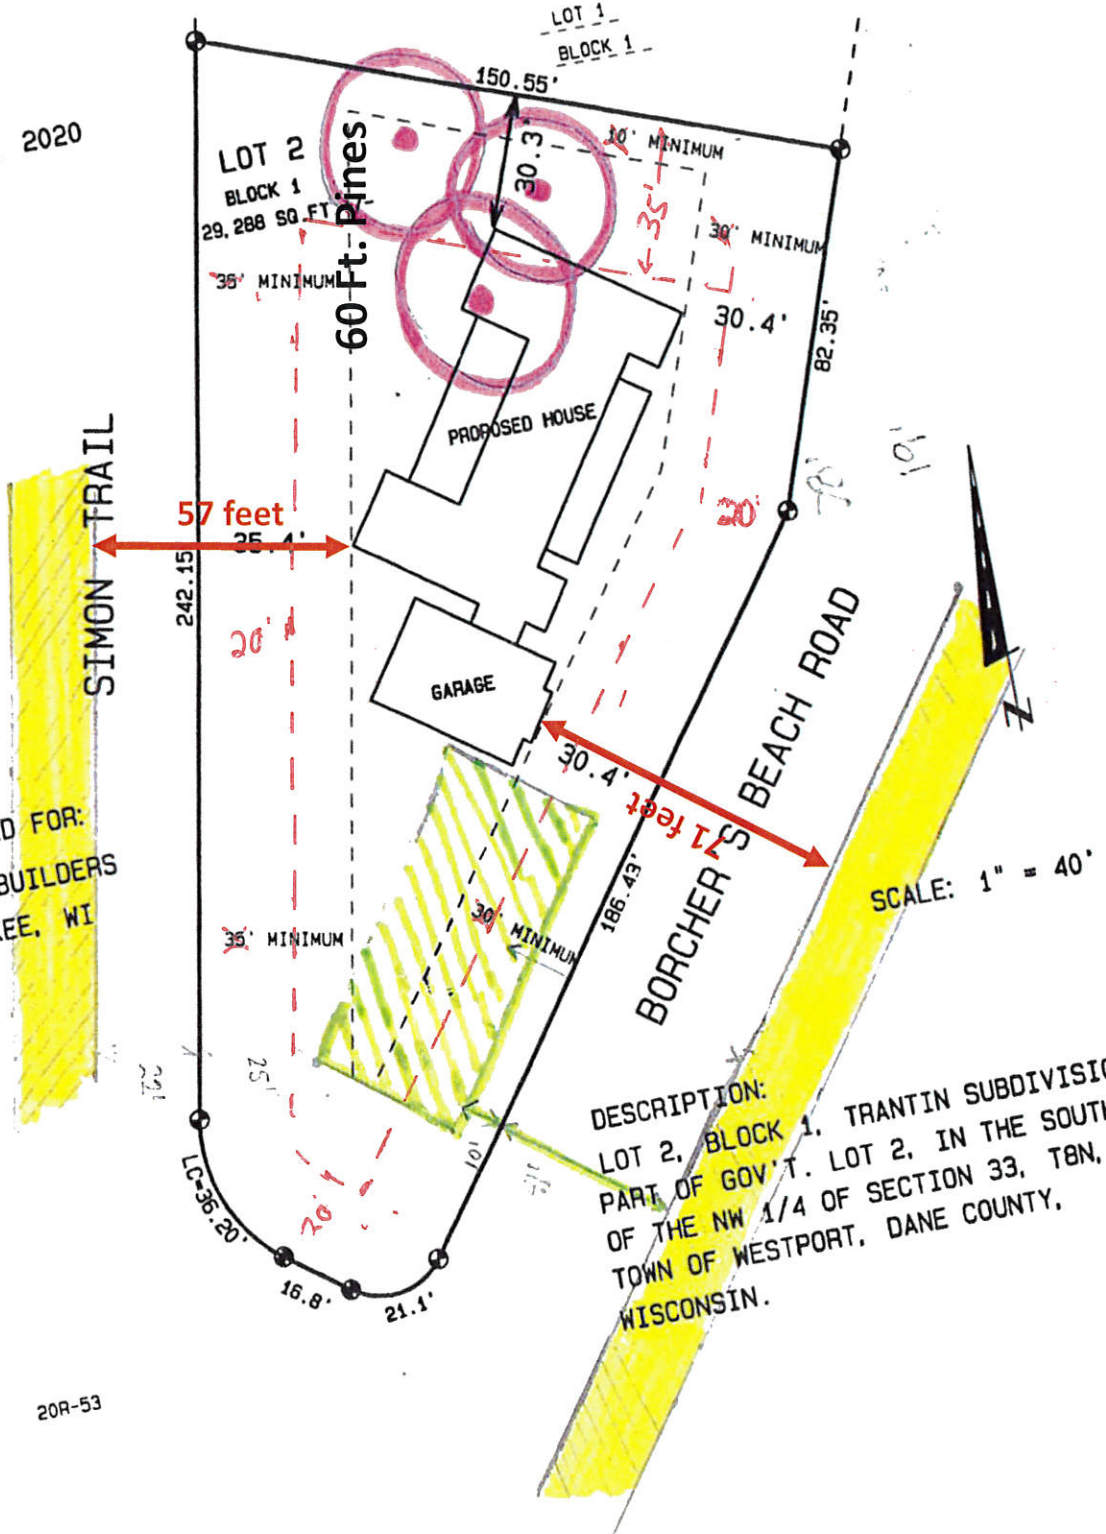 LOT 1
BLOCK 1
150.55'
2020
LOT 2
BLOCK 1
29,288 SQ FT
60 Ft. Pines
30.3'
10' MINIMUM
35'
30' MINIMUM
35' MINIMUM
30.4'
82.35'
PROPOSED HOUSE
SIMON TRAIL
57 feet
35.4'
242.15'
20'
GARAGE
N
BORCHER'S BEACH ROAD
30.4'
71 feet
186.43'
D FOR:
BUILDERS
EE, WI
SCALE: 1" = 40'
35' MINIMUM
30' MINIMUM
22'
25'
10'
20'
LC=36.20'
16.8'
21.1'
DESCRIPTION:
LOT 2, BLOCK 1, TRANTIN SUBDIVISIO
PART OF GOV'T. LOT 2, IN THE SOUTH
OF THE NW 1/4 OF SECTION 33, T8N,
TOWN OF WESTPORT, DANE COUNTY,
WISCONSIN.
20R-53